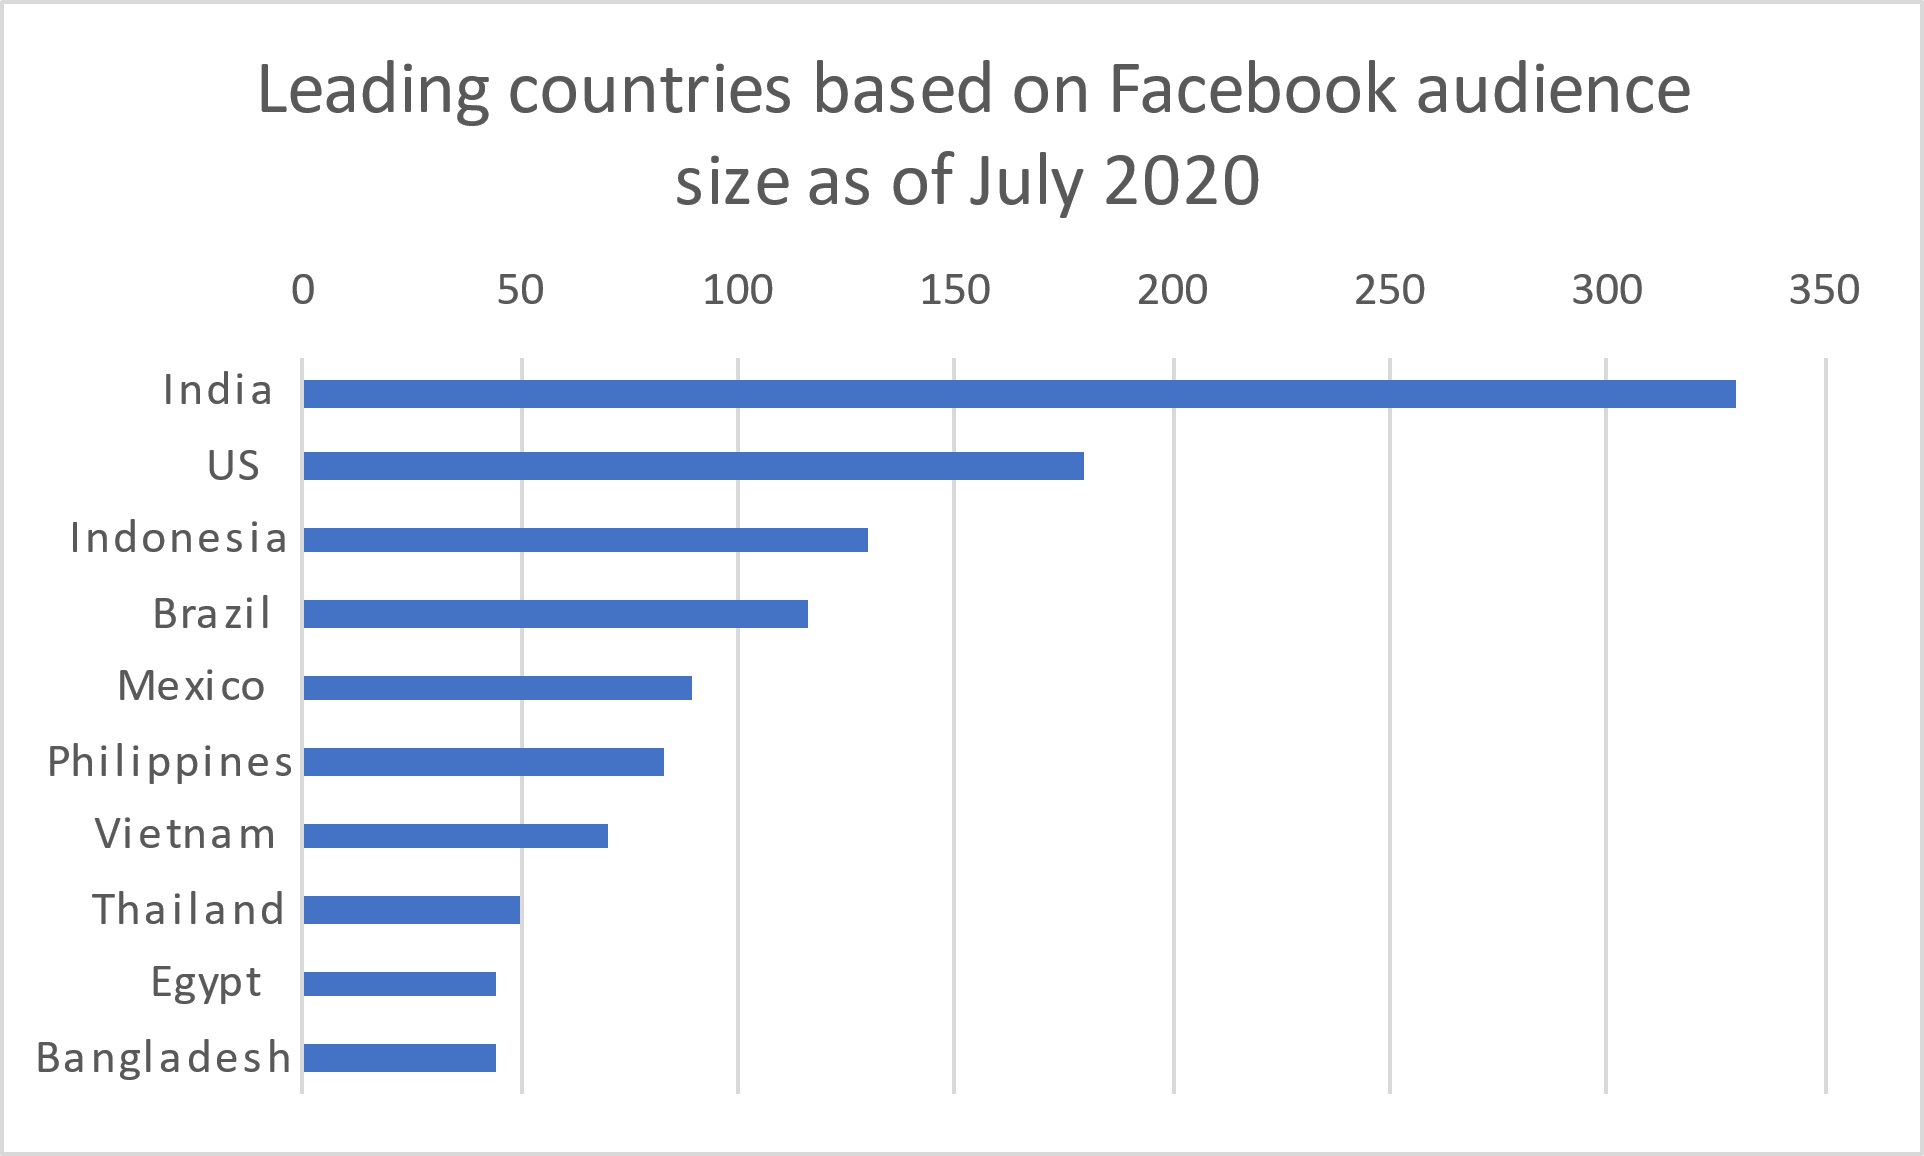 Leading countries based on Facebook audience
size as of July 2020
0 50 100 150 200 250 300 350
India
US
Indonesia
Brazil
Mexico
Philippines
Vietnam
Thailand
Egypt
Bangladesh